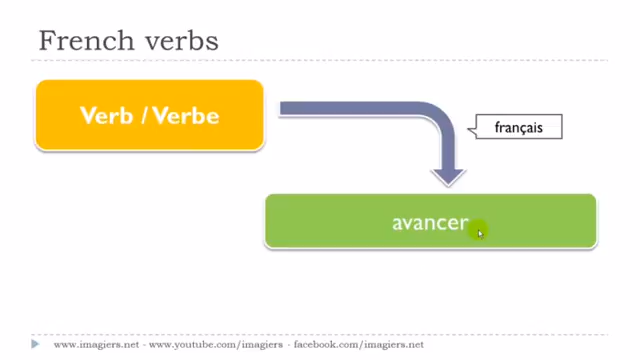 French verbs
Verb / Verbe
français
avancer
www.imagiers.net - www.youtube.com/imagiers - facebook.com/imagiers.net